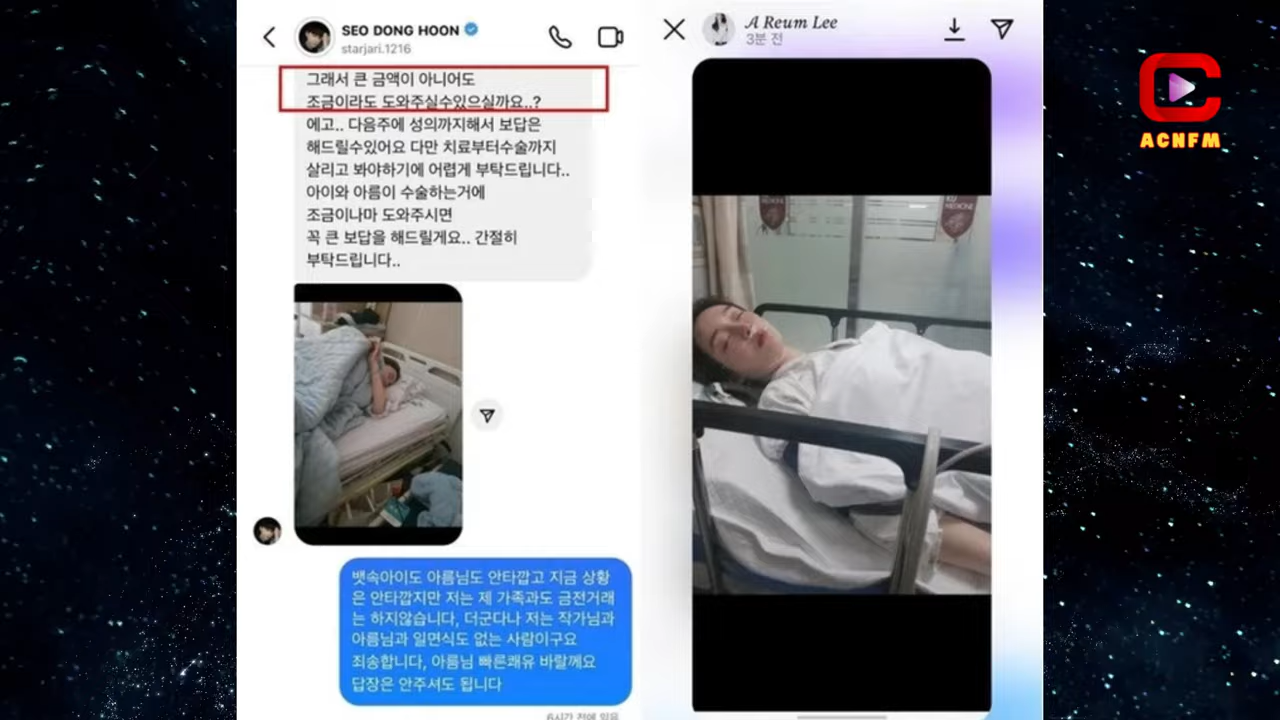 SEO DONG HOON
starjari.1216
그래서 큰 금액이 아니어도
조금이라도 도와주실수있으실까요..?
에고.. 다음주에 성의까지해서 보답은
해드릴수있어요 다만 치료부터수술까지
살리고 봐야하기에 어렵게 부탁드립니다..
아이와 아름이 수술하는거에
조금이나마 도와주시면
꼭 큰 보답을 해드릴게요.. 간절히
부탁드립니다..
뱃속아이도 아름님도 안타깝고 지금 상황
은 안타깝지만 저는 제 가족과도 금전거래
는 하지않습니다, 더군다나 저는 작가님과
아름님과 일면식도 없는 사람이구요
죄송합니다, 아름님 빠른쾌유 바랄께요
답장은 안주셔도 됩니다
6시간 전에 읽음
A Reum Lee
3분 전
MEDICINE
ACNFM